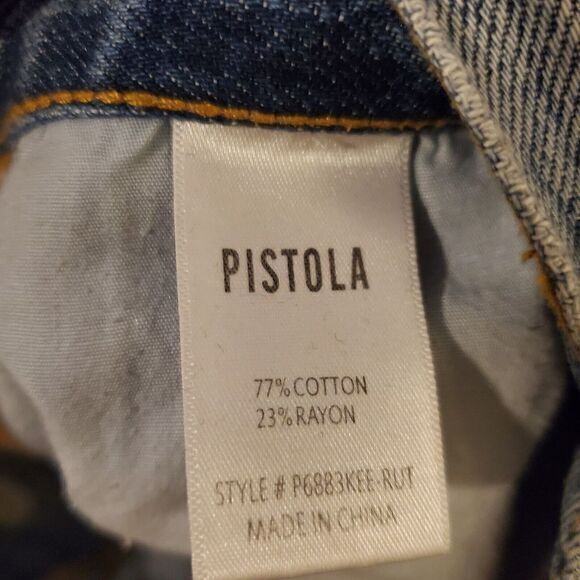 PISTOLA
77% COTTON
23% RAYON
STYLE # P6883KEE-RUT
MADE IN CHINA